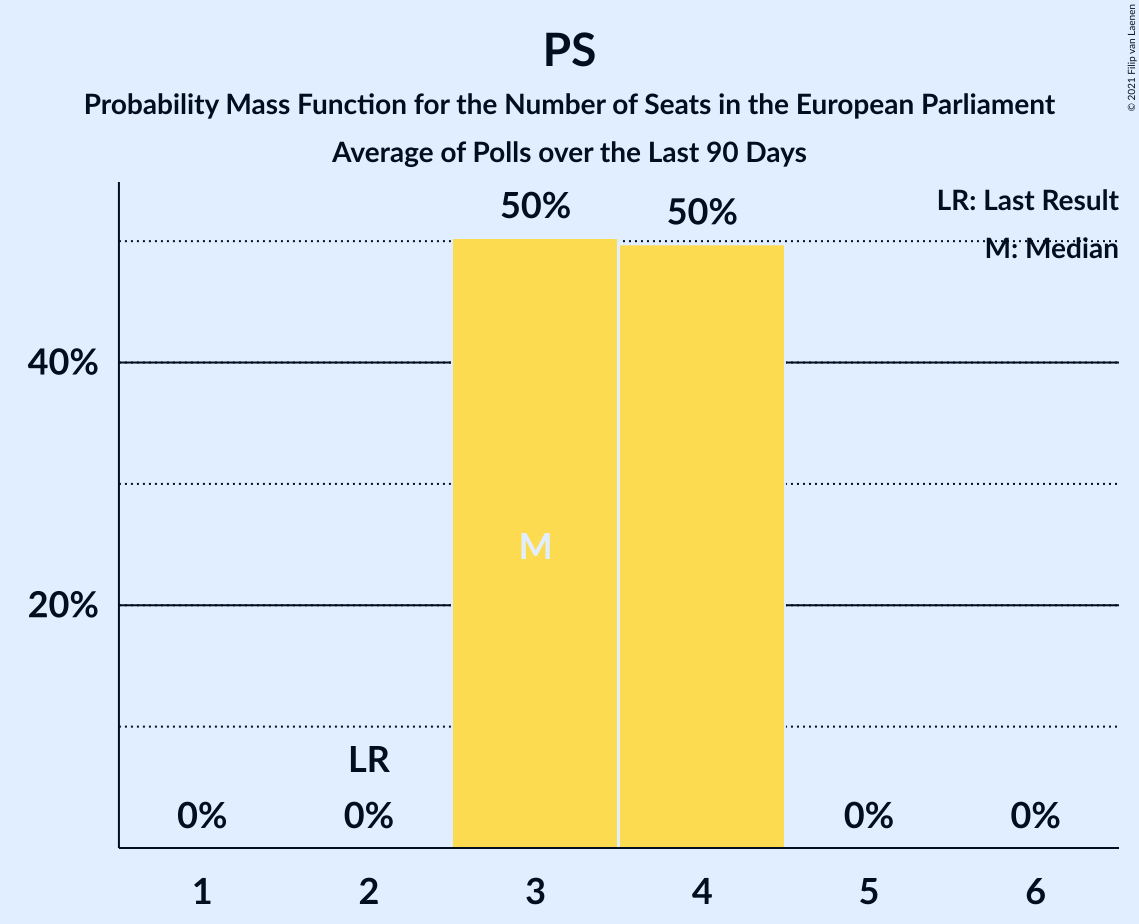 PS
Probability Mass Function for the Number of Seats in the European Parliament
Average of Polls over the Last 90 Days
© 2021 Filip van Laenen
LR: Last Result
M: Median
50%
50%
40%
M
20%
LR
0%
0%
0%
0%
1
2
3
4
5
6